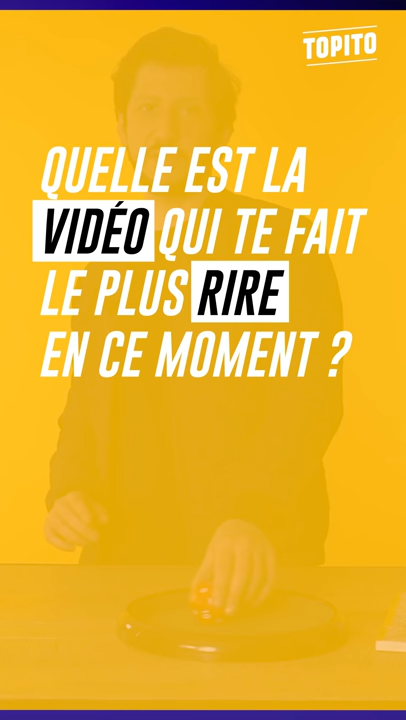 TOPITO
QUELLE EST LA
VIDÉO QUI TE FAIT
LE PLUS RIRE
EN CE MOMENT ?